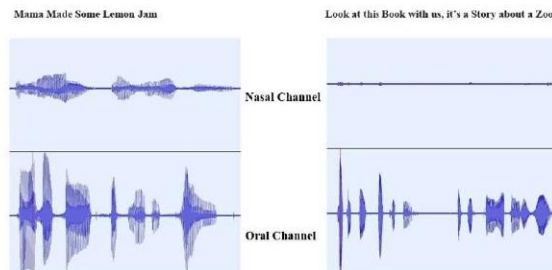 Mama Made Some Lemon Jam
Look at this Book with us, it's a Story about a Zoo
Nasal Channel
Oral Channel